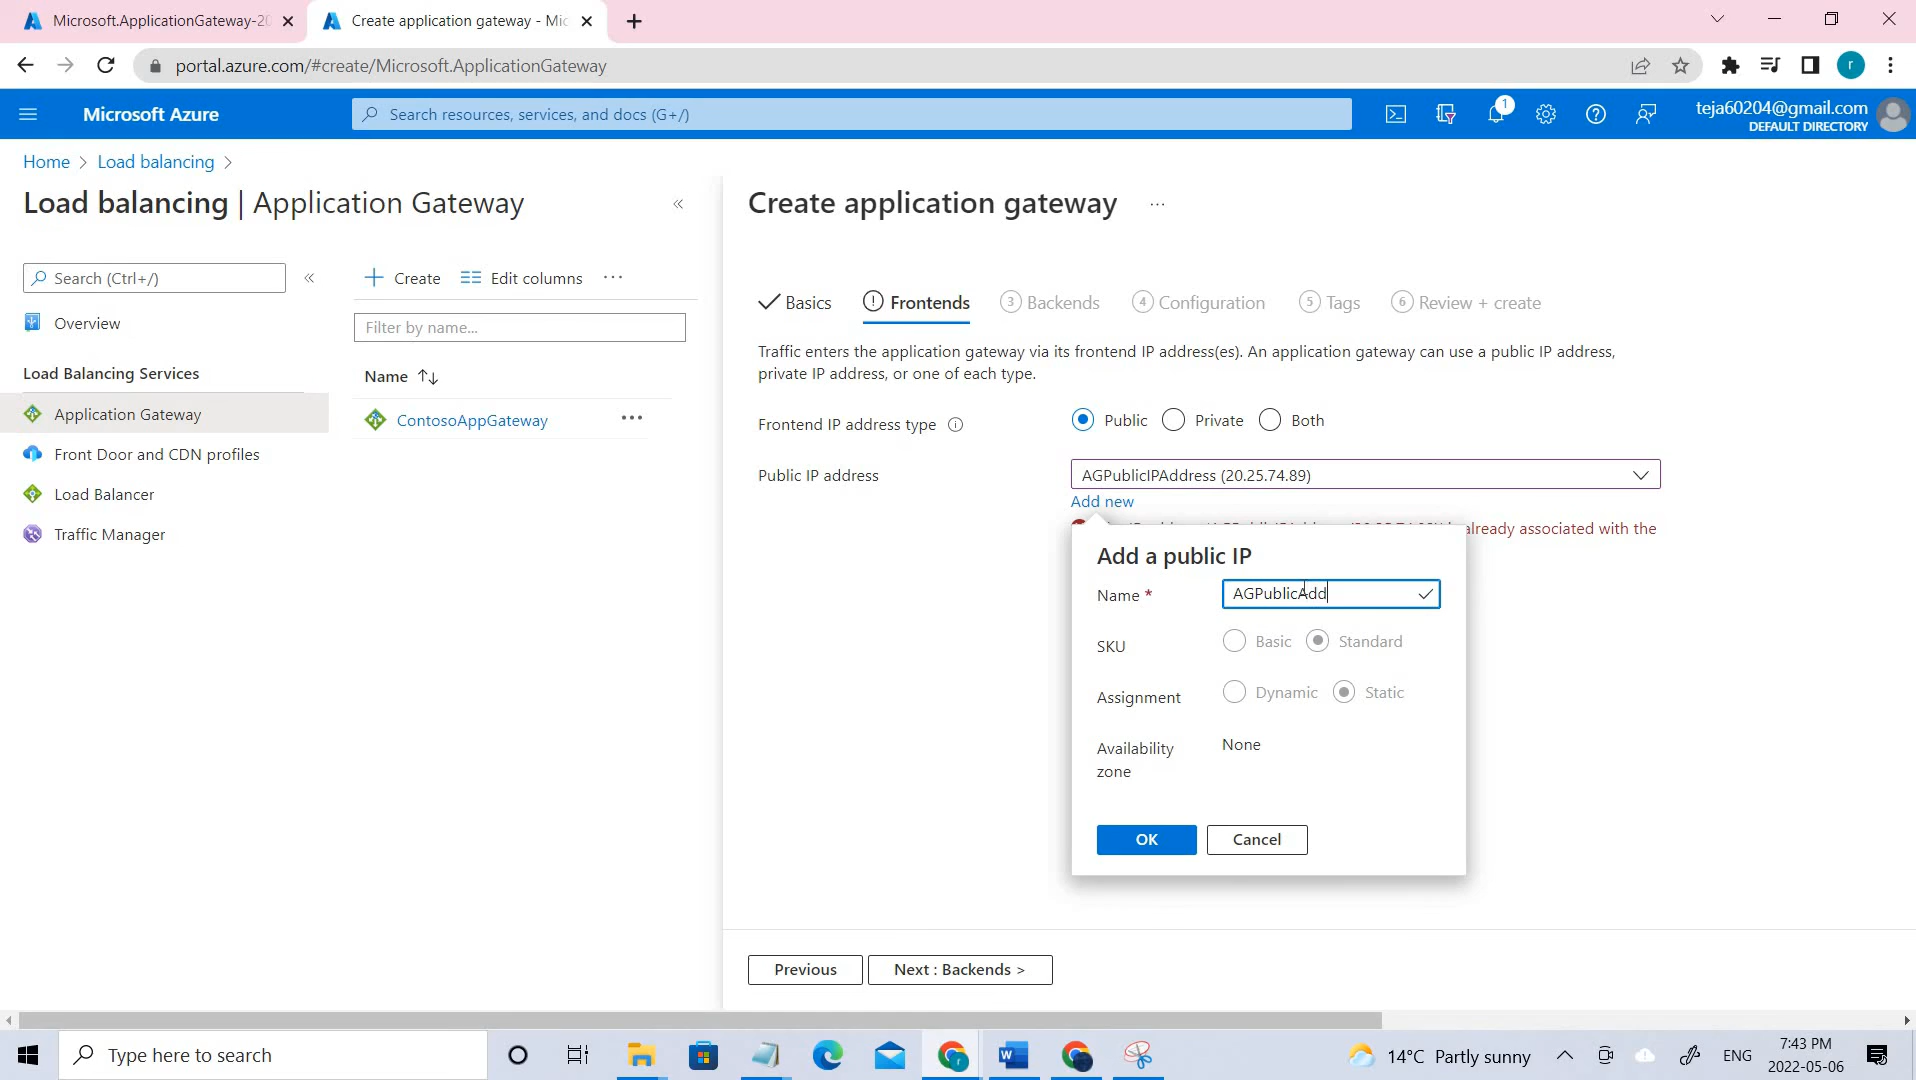 Microsoft.ApplicationGateway-20
Create application gateway - Mic
portal.azure.com/#create/Microsoft.ApplicationGateway
r
Microsoft Azure
Search resources, services, and docs (G+/)
1
teja60204@gmail.com
DEFAULT DIRECTORY
Home > Load balancing >
Load balancing | Application Gateway
Create application gateway ...
Search (Ctrl+/)
Create
Edit columns
Overview
Load Balancing Services
Application Gateway
Front Door and CDN profiles
Load Balancer
Traffic Manager
Filter by name...
Name
ContosoAppGateway
Basics
Frontends
3 Backends
4 Configuration
5 Tags
6 Review + create
Traffic enters the application gateway via its frontend IP address(es). An application gateway can use a public IP address,
private IP address, or one of each type.
Frontend IP address type
Public
Private
Both
Public IP address
AGPublicIPAddress (20.25.74.89)
Add new
already associated with the
Add a public IP
Name *
AGPublicAdd
SKU
Basic
Standard
Assignment
Dynamic
Static
Availability
zone
None
OK
Cancel
Previous
Next : Backends >
Type here to search
14°C Partly sunny
ENG
7:43 PM
2022-05-06